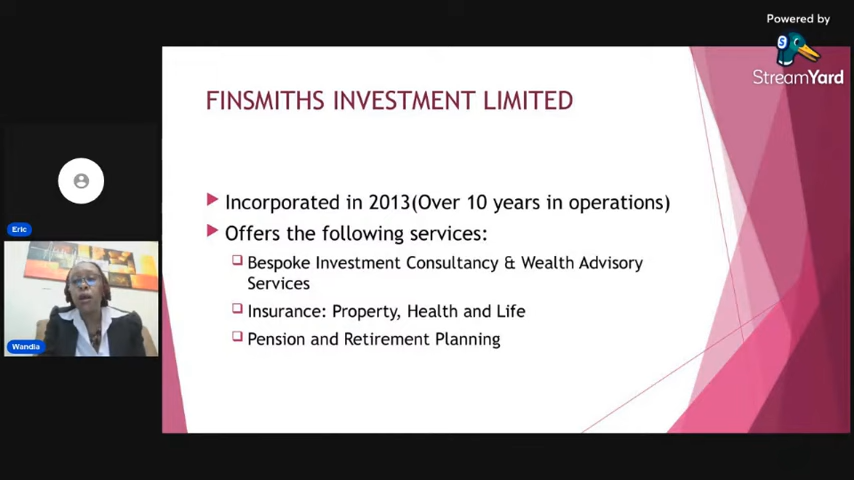 Powered by
StreamYard
FINSMITHS INVESTMENT LIMITED
Incorporated in 2013(Over 10 years in operations)
Offers the following services:
Bespoke Investment Consultancy & Wealth Advisory
Services
Insurance: Property, Health and Life
Pension and Retirement Planning
Eric
Wandia